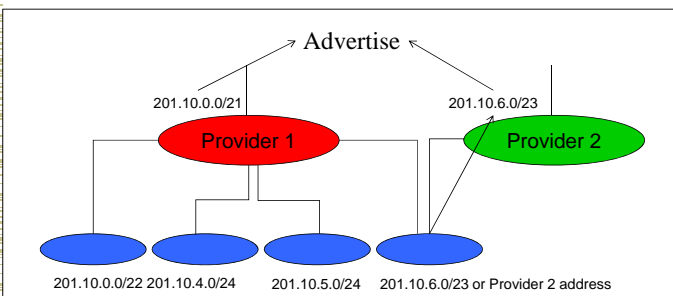 Advertise
201.10.0.0/21
201.10.6.0/23
Provider 1
Provider 2
201.10.0.0/22 201.10.4.0/24 201.10.5.0/24 201.10.6.0/23 or Provider 2 address